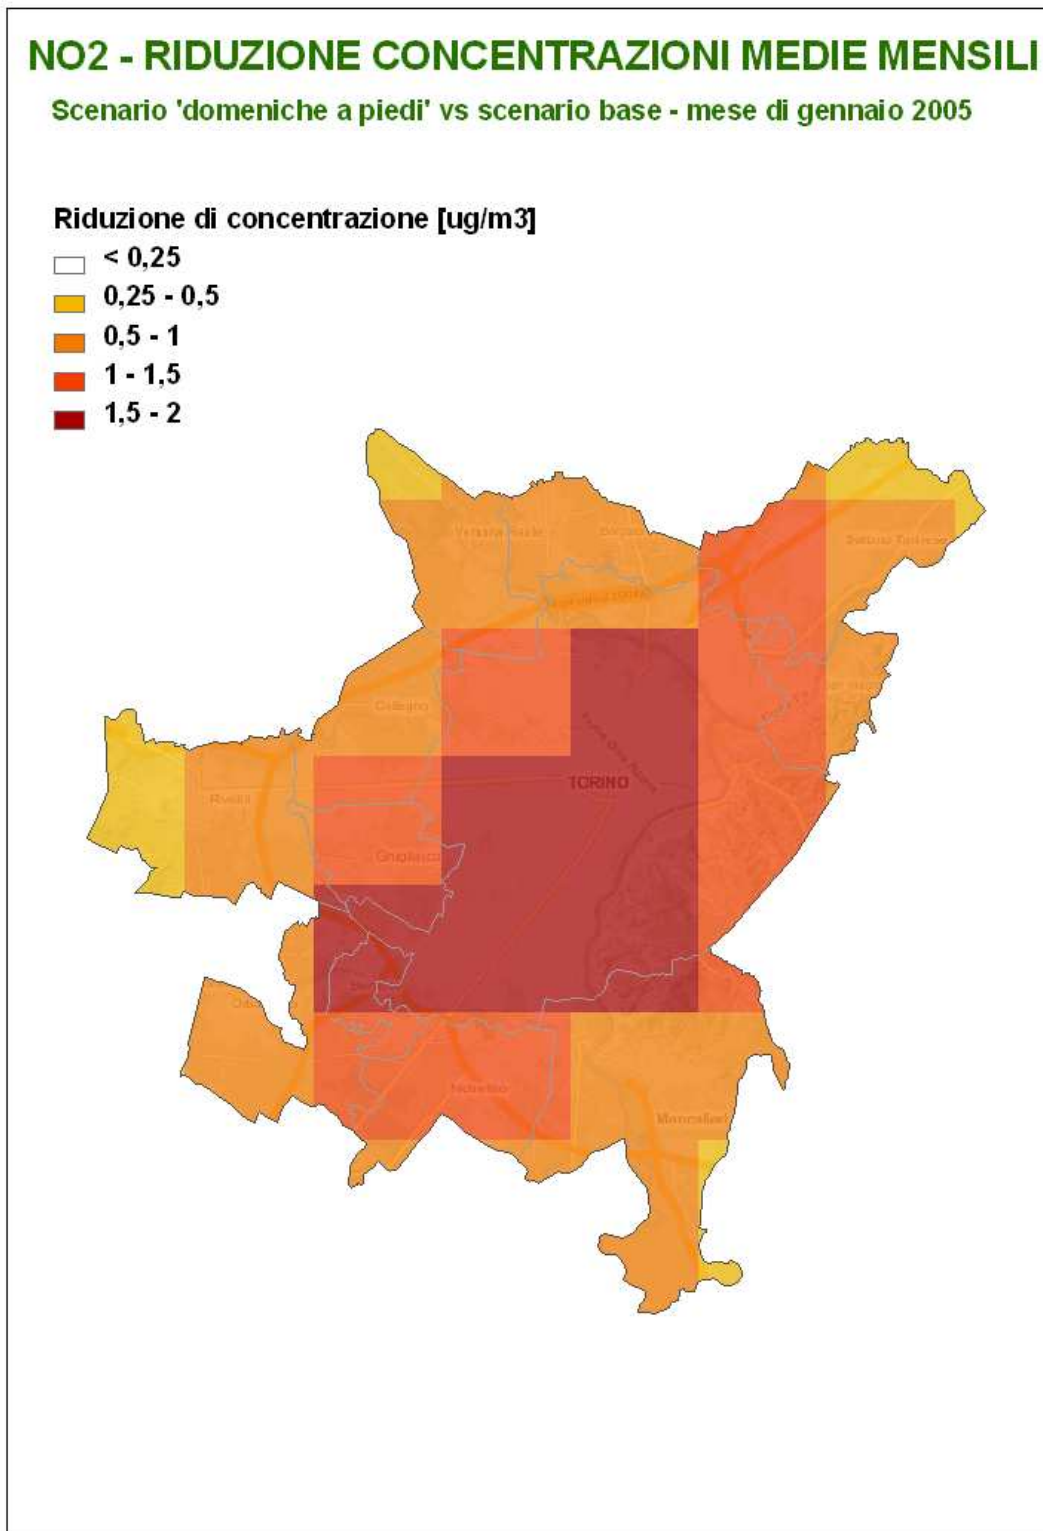 NO2 - RIDUZIONE CONCENTRAZIONI MEDIE MENSILI
Scenario 'domeniche a piedi' vs scenario base - mese di gennaio 2005
Riduzione di concentrazione [ug/m3]
< 0,25
0,25 - 0,5
0,5 - 1
1 - 1,5
1,5 - 2
Collegno
TORINO
Rivoli
Grugliasco
Nichelino
Moncalieri